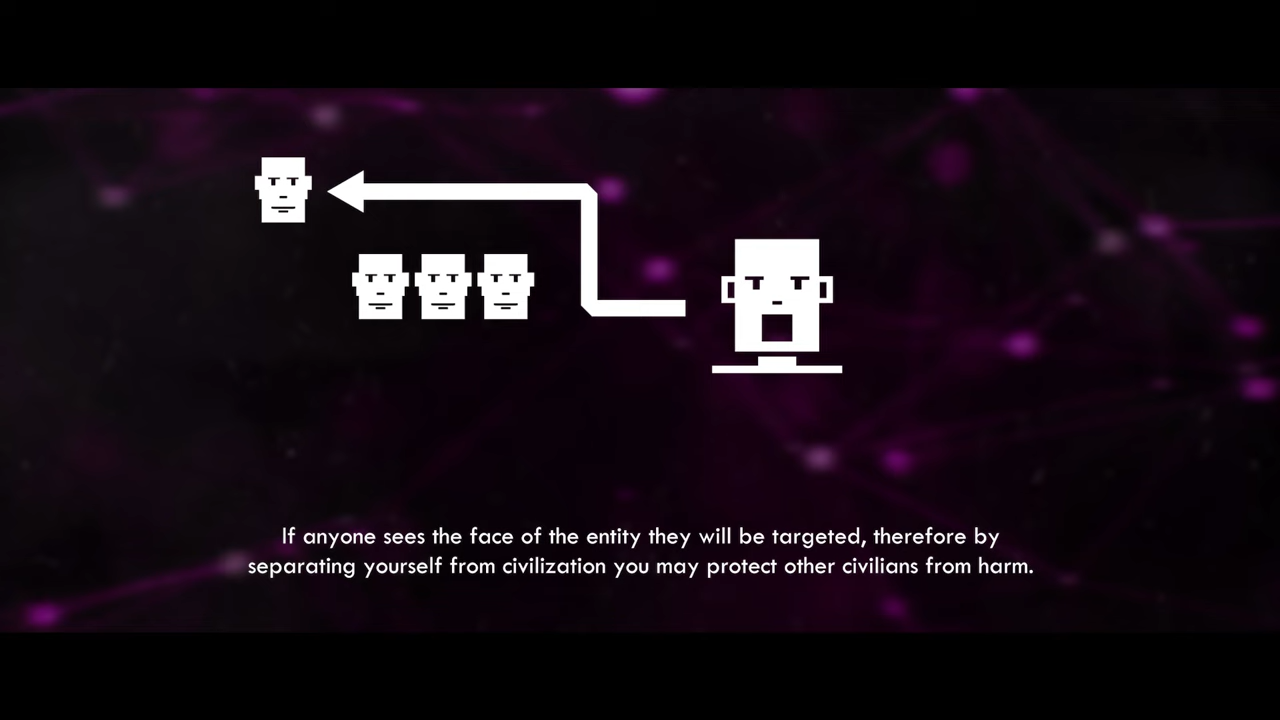 If anyone sees the face of the entity they will be targeted, therefore by
separating yourself from civilization you may protect other civilians from harm.